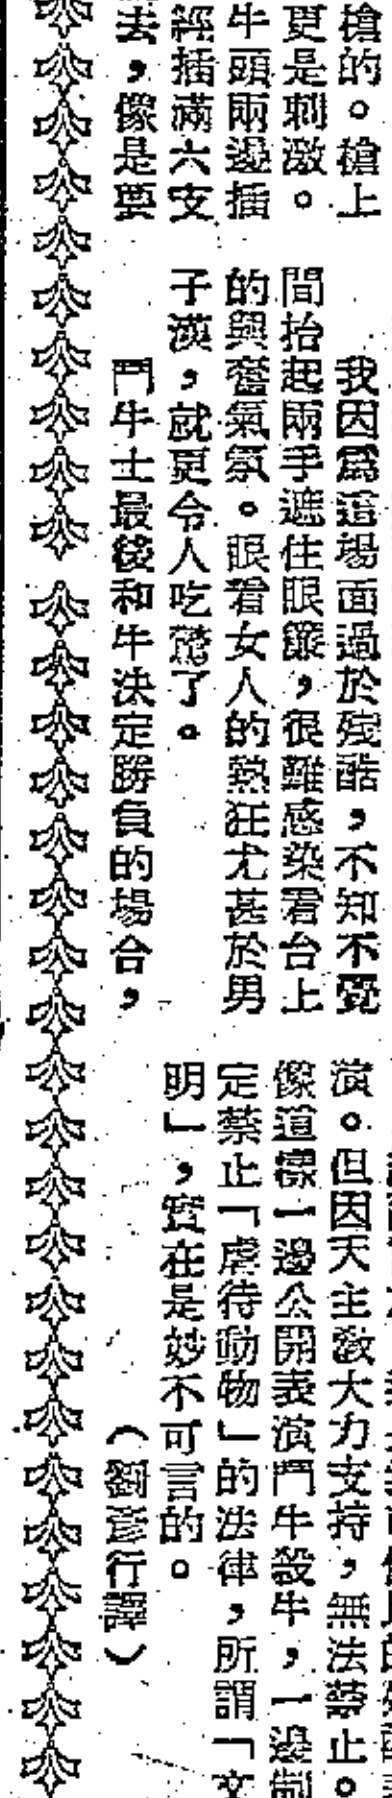 槍的。槍上
更是刺激。
牛頭兩邊插
經插滿六支
去，像是要
我因爲這場面過於殘酷，不知不覺
間抬起兩手遮住眼簾，很難感染看台上
的興奮氣氛。眼看女人的熱狂尤甚於男
子漢，就更令人吃驚了。
鬥牛士最後和牛決定勝負的場合，
演。但因天主敎大力支持，無法禁止。
像這樣一邊公開表演鬥牛殺牛，一邊制
定禁止「虐待動物」的法律，所謂「文
明」，實在是妙不可言的。
（劉彥行譯）